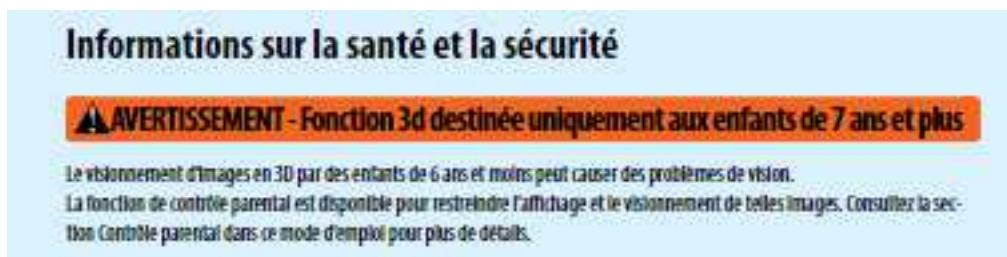 Informations sur la santé et la sécurité
AVERTISSEMENT - Fonction 3d destinée uniquement aux enfants de 7 ans et plus
Le visionnement d'images en 3D par des enfants de 6 ans et moins peut causer des problèmes de vision.
La fonction de contrôle parental est disponible pour restreindre l'affichage et le visionnement de telles images. Consultez la sec-
tion Contrôle parental dans ce mode d'emploi pour plus de détails.